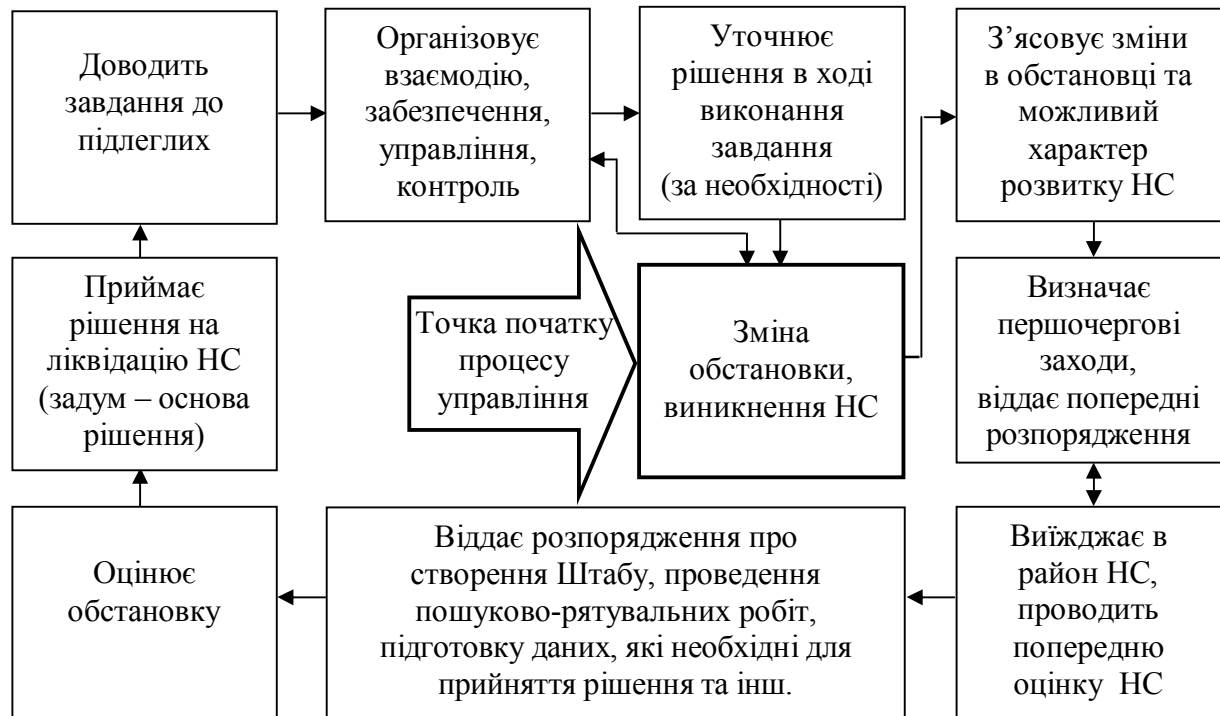 Доводить
завдання до
підлеглих
Організовує
взаємодію,
забезпечення,
управління,
контроль
Уточнює
рішення в ході
виконання
завдання
(за необхідності)
З’ясовує зміни
в обстановці та
можливий
характер
розвитку НС
Приймає
рішення на
ліквідацію НС
(задум – основа
рішення)
Точка початку
процесу
управління
Зміна
обстановки,
виникнення НС
Визначає
першочергові
заходи,
віддає попередні
розпорядження
Оцінює
обстановку
Віддає розпорядження про
створення Штабу, проведення
пошуково-рятувальних робіт,
підготовку даних, які необхідні для
прийняття рішення та інш.
Виїжджає в
район НС,
проводить
попередню
оцінку НС